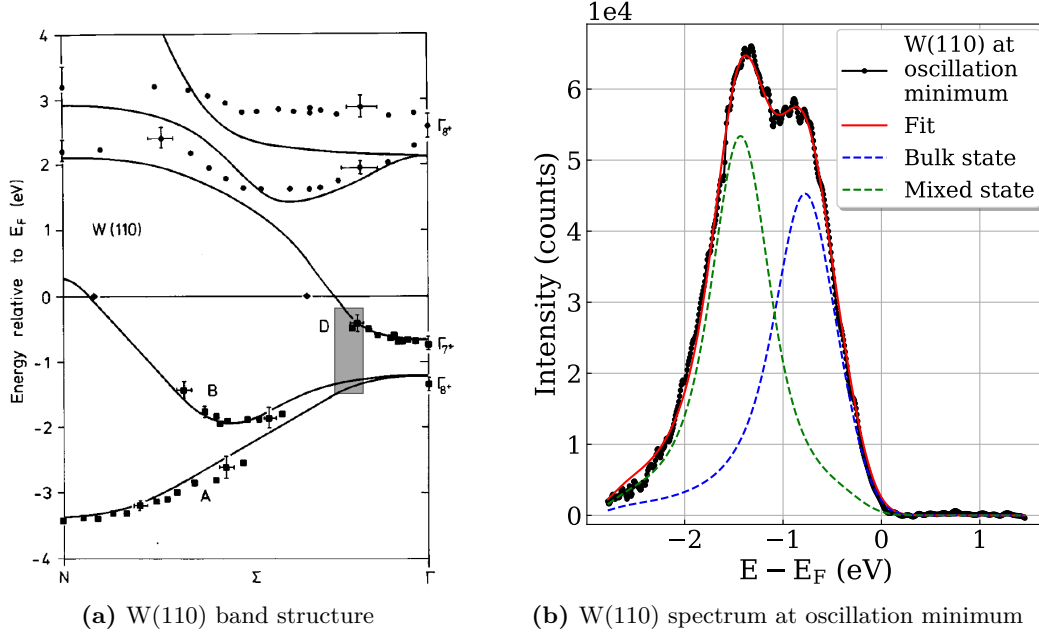 4
3
2
1
0
-1
-2
-3
-4
Energy relative to E_F (eV)
W(110)
D
B
A
Γ8+
Γ7+
Γ8+
N
Σ
Γ
(a) W(110) band structure
1e4
6
5
4
3
2
1
0
Intensity (counts)
−2
−1
0
1
E − E_F (eV)
W(110) at
oscillation
minimum
Fit
Bulk state
Mixed state
(b) W(110) spectrum at oscillation minimum